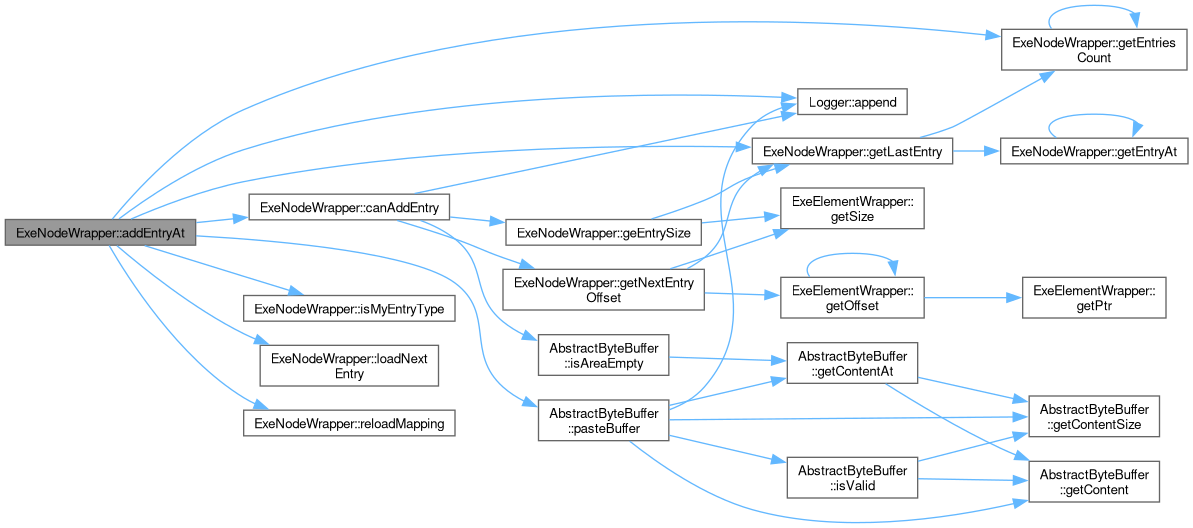 ExeNodeWrapper::addEntryAt
ExeNodeWrapper::getEntries
Count
Logger::append
ExeNodeWrapper::getLastEntry
ExeNodeWrapper::getEntryAt
ExeNodeWrapper::canAddEntry
ExeNodeWrapper::geEntrySize
ExeElementWrapper::
getSize
ExeNodeWrapper::getNextEntry
Offset
ExeElementWrapper::
getOffset
ExeElementWrapper::
getPtr
ExeNodeWrapper::isMyEntryType
ExeNodeWrapper::loadNext
Entry
ExeNodeWrapper::reloadMapping
AbstractByteBuffer
::isAreaEmpty
AbstractByteBuffer
::pasteBuffer
AbstractByteBuffer
::getContentAt
AbstractByteBuffer
::isValid
AbstractByteBuffer
::getContentSize
AbstractByteBuffer
::getContent